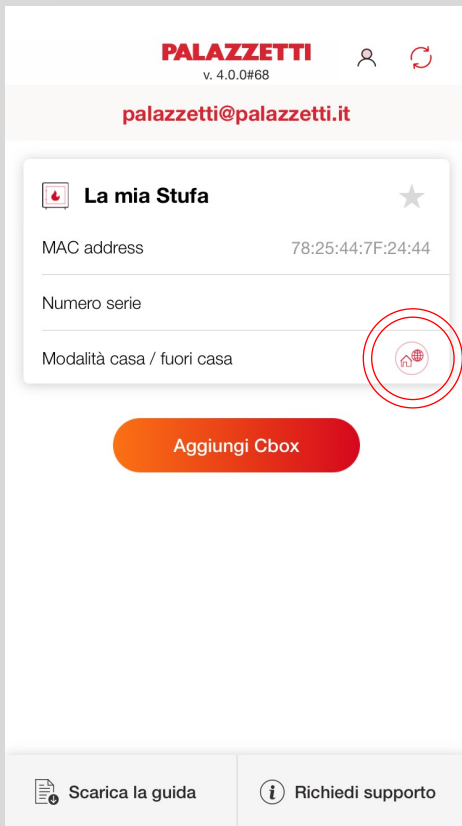 PALAZZETTI
v. 4.0.0#68
palazzetti@palazzetti.it
La mia Stufa
MAC address 78:25:44:7F:24:44
Numero serie
Modalità casa / fuori casa
Aggiungi Cbox
Scarica la guida
Richiedi supporto